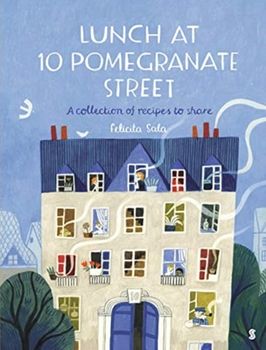 LUNCH AT
10 POMEGRANATE
STREET
A collection of recipes to share
Felicita Sala